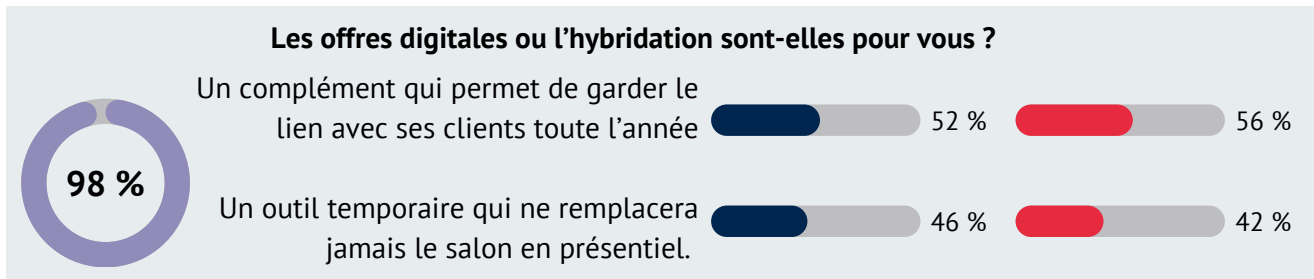 Les offres digitales ou l’hybridation sont-elles pour vous ?
Un complément qui permet de garder le
lien avec ses clients toute l’année
52 %
56 %
98 %
Un outil temporaire qui ne remplacera
jamais le salon en présentiel.
46 %
42 %